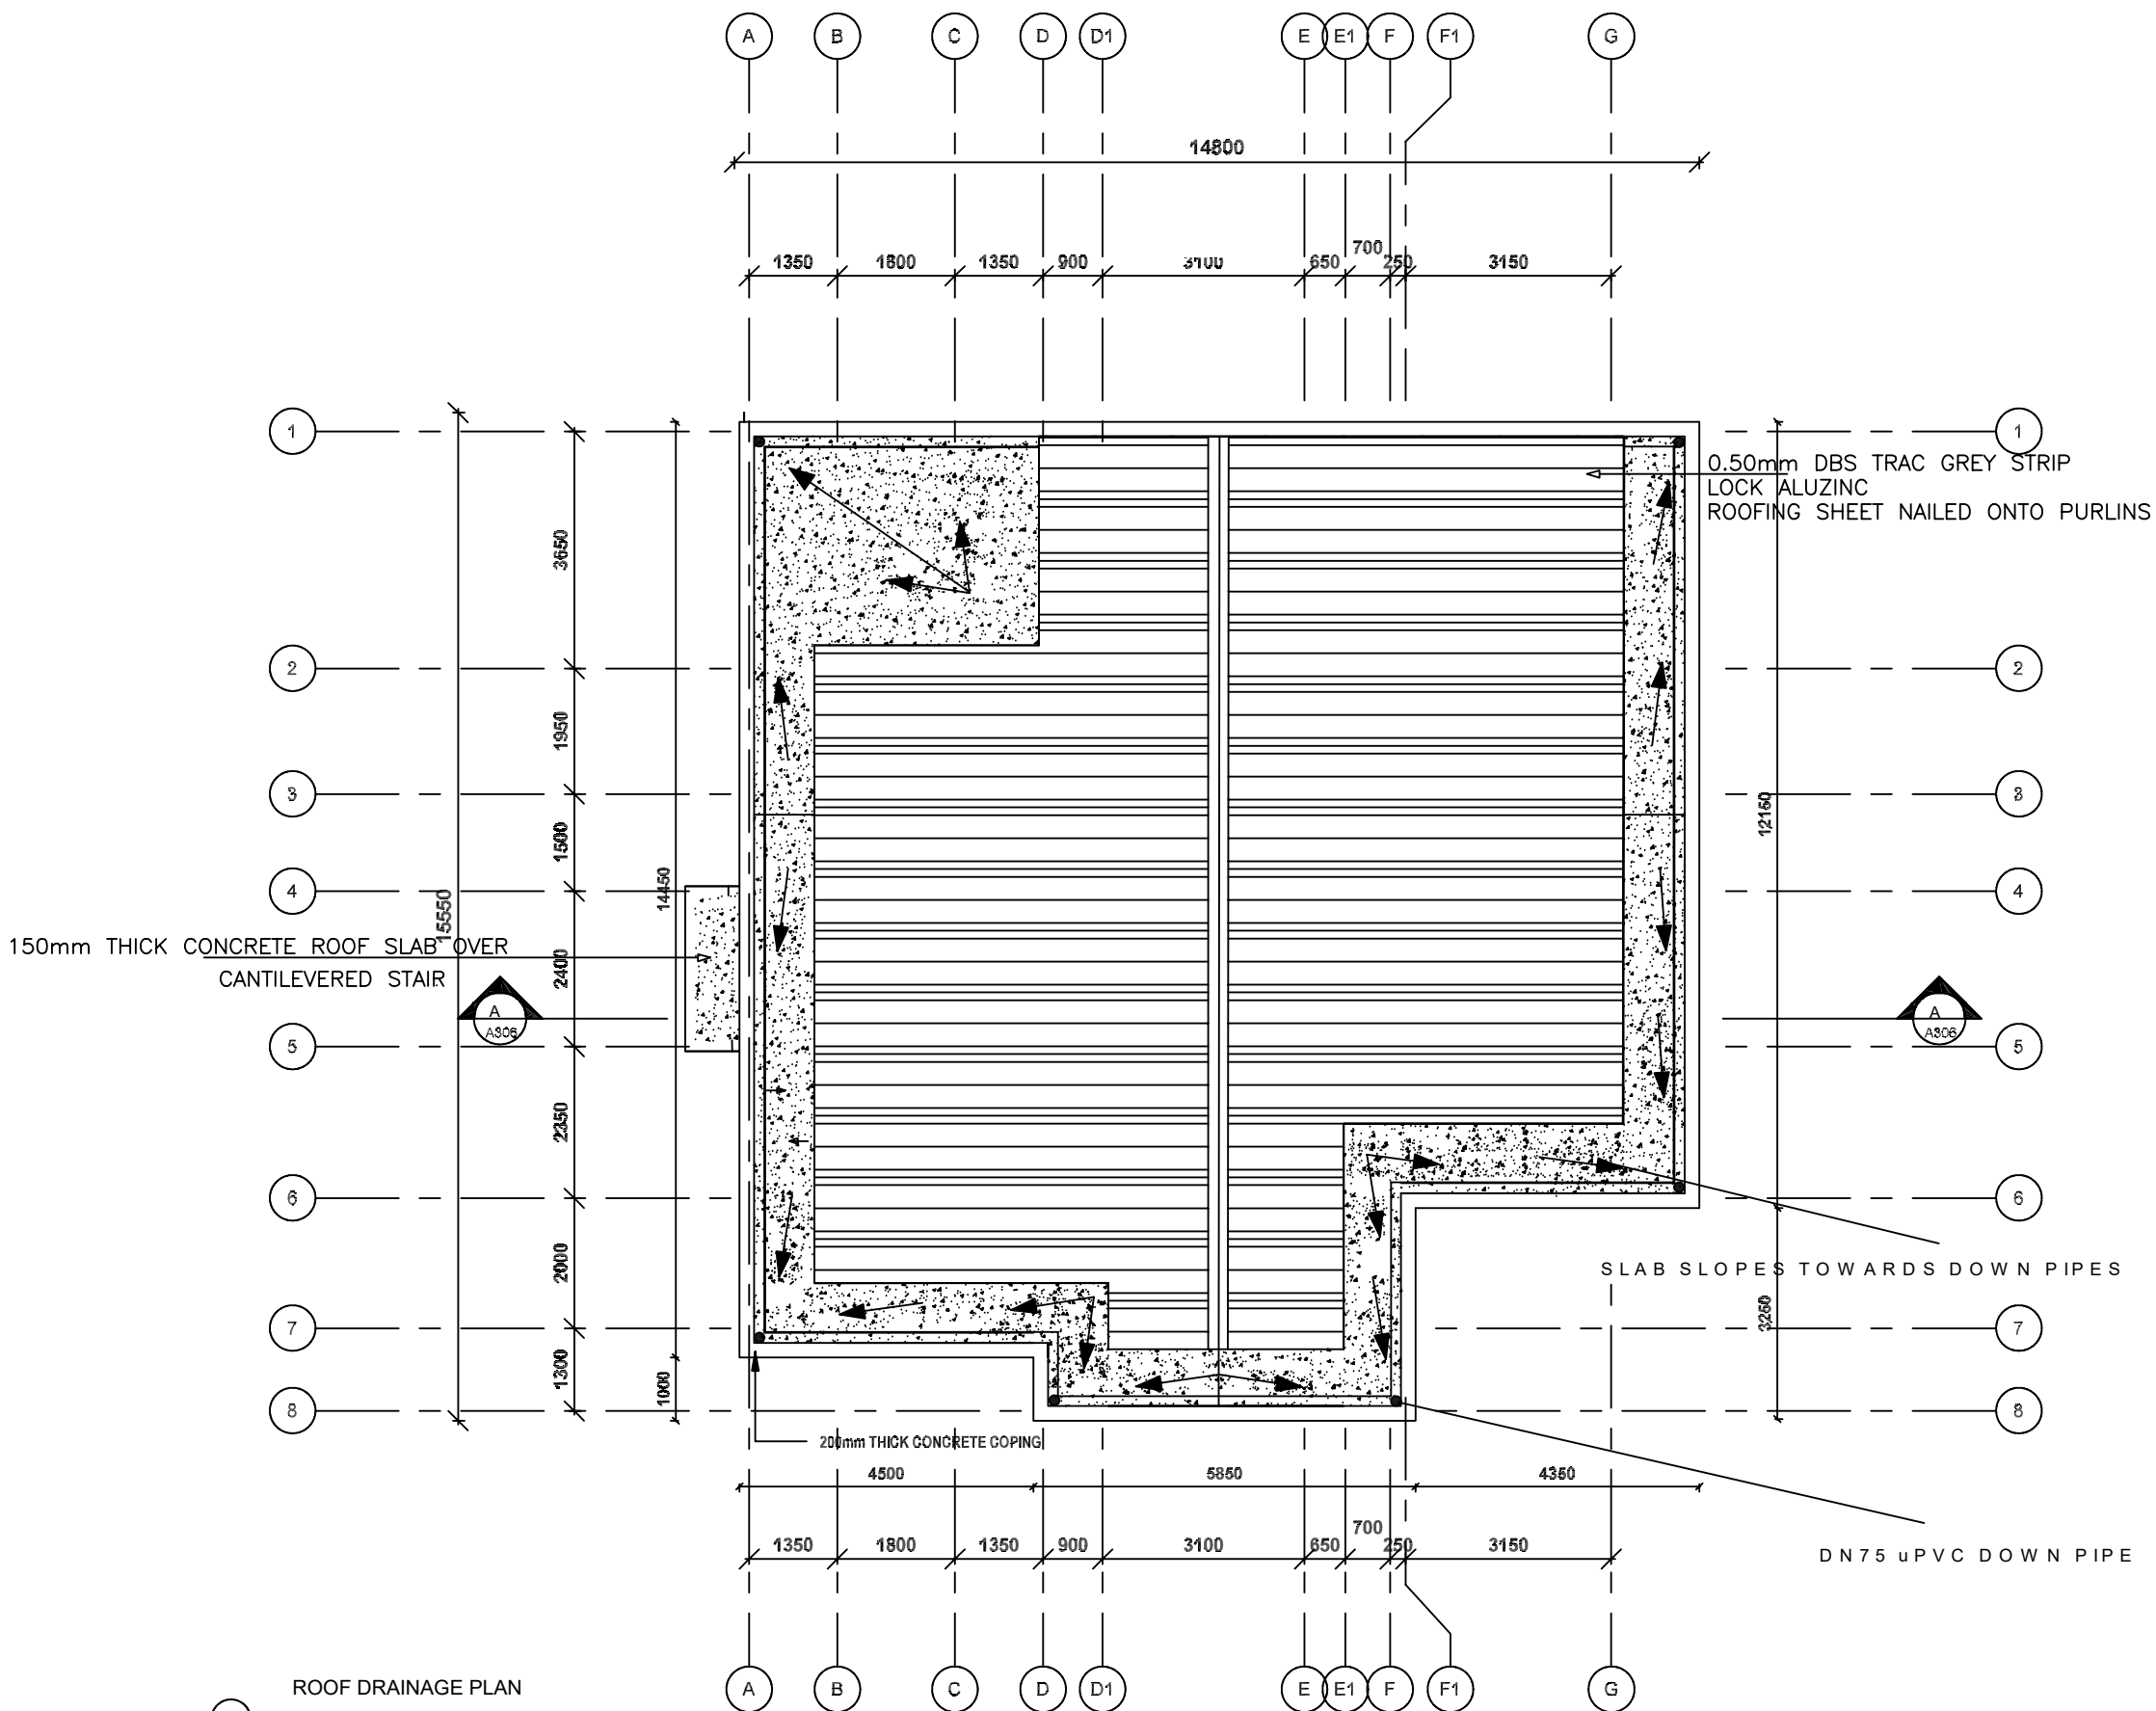 A B C D D1 E E1 F F1 G
14800
700
1350 1800 1350 900 3100 650 250 3150
1 1
0.50mm DBS TRAC GREY STRIP
LOCK ALUZINC
ROOFING SHEET NAILED ONTO PURLINS
3650
2 2
1950
3 3
12150
1500
4 4
14450
15550
150mm THICK CONCRETE ROOF SLAB OVER
CANTILEVERED STAIR
2400
A A
A306 A306
5 5
2350
6 6
SLAB SLOPES TOWARDS DOWN PIPES
2000
3250
7 7
1300
1000
8 8
200mm THICK CONCRETE COPING
4500 5850 4350
700
1350 1800 1350 900 3100 650 250 3150
DN75 uPVC DOWN PIPE
A B C D D1 E E1 F F1 G
ROOF DRAINAGE PLAN